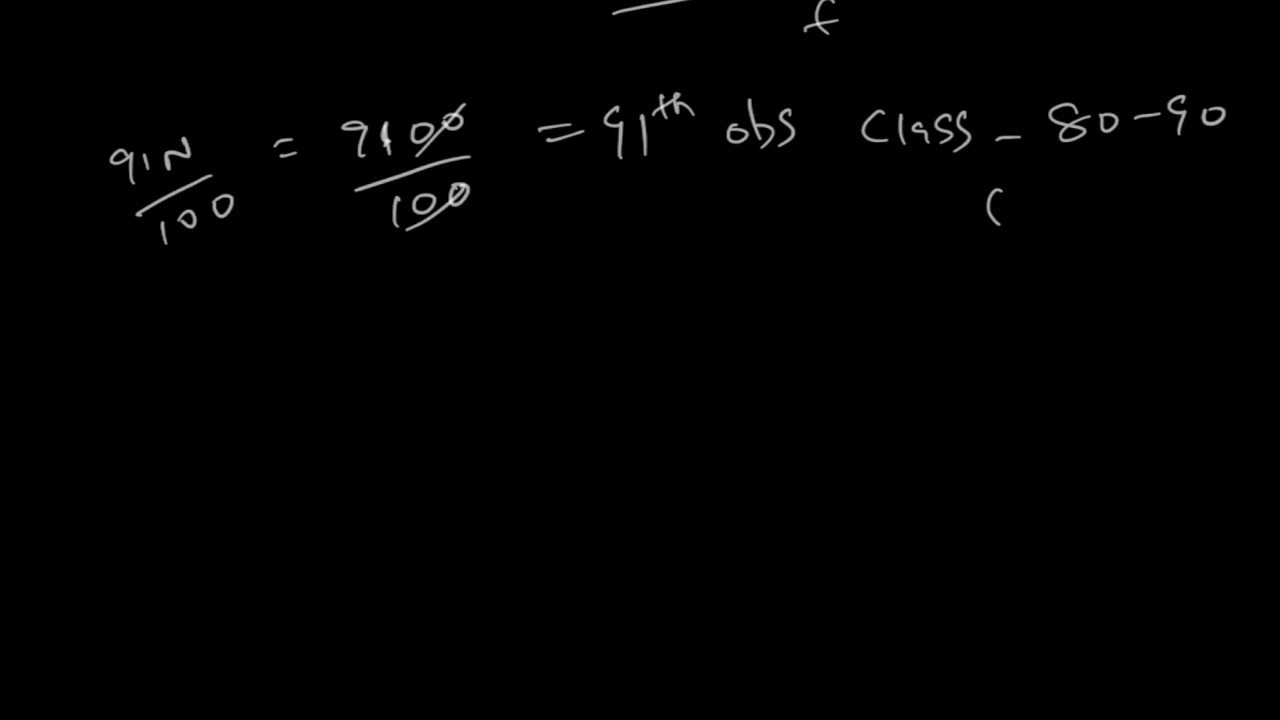 f
91N/100 = 9100/100 = 91th obs Class - 80-90
(